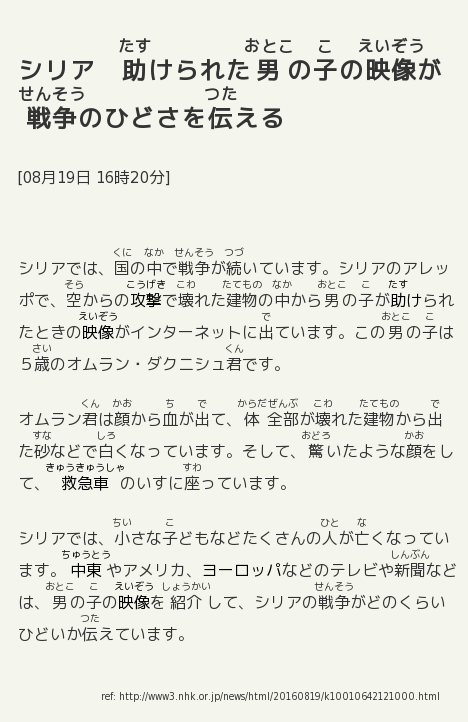 シリア　助けられた男の子の映像が
戦争のひどさを伝える
[08月19日 16時20分]
シリアでは、国の中で戦争が続いています。シリアのアレッ
ポで、空からの攻撃で壊れた建物の中から男の子が助けられ
たときの映像がインターネットに出ています。この男の子は
５歳のオムラン・ダクニシュ君です。
オムラン君は顔から血が出て、体全部が壊れた建物から出
た砂などで白くなっています。そして、驚いたような顔をし
て、救急車のいすに座っています。
シリアでは、小さな子どもなどたくさんの人が亡くなってい
ます。中東やアメリカ、ヨーロッパなどのテレビや新聞など
は、男の子の映像を紹介して、シリアの戦争がどのくらい
ひどいか伝えています。
ref: http://www3.nhk.or.jp/news/html/20160819/k10010642121000.html